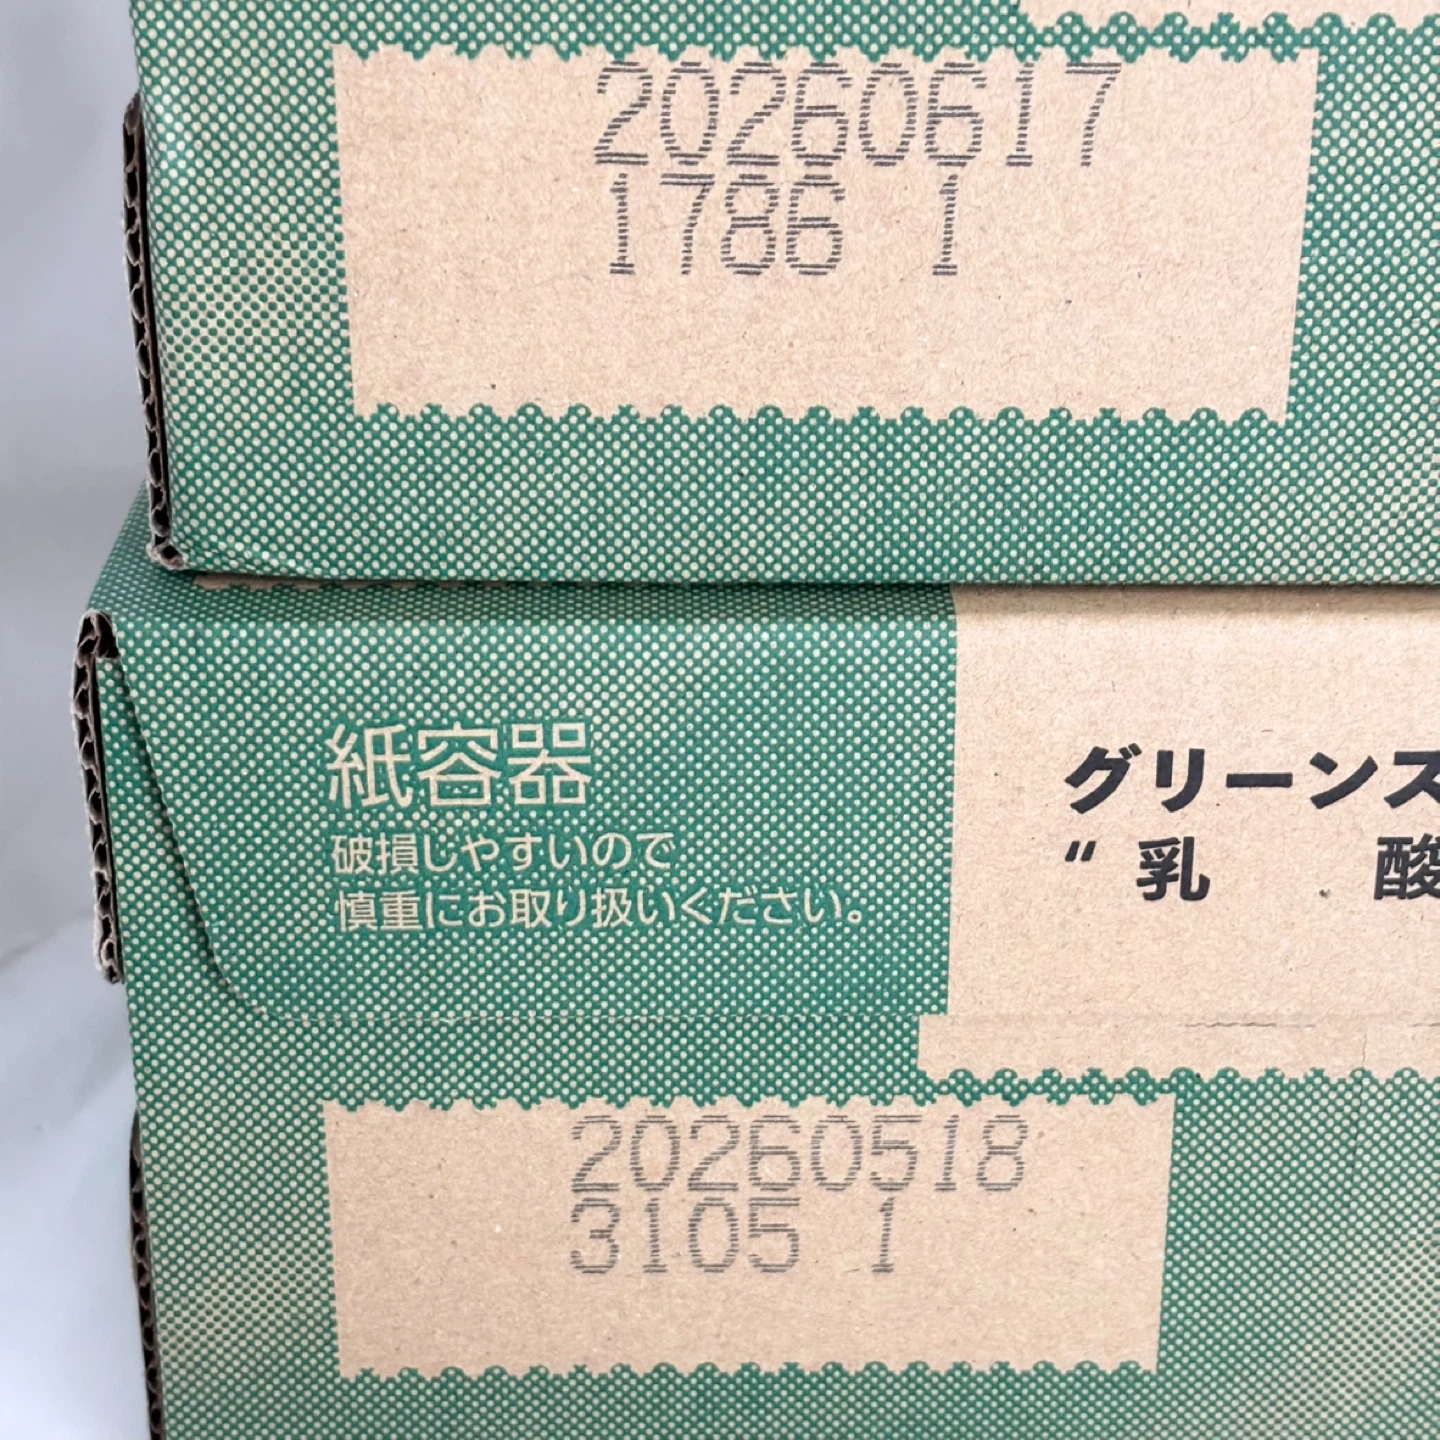 20260617
1786 1
紙容器
破損しやすいので
慎重にお取り扱いください。
グリーンス
“乳 酸
20260518
3105 1